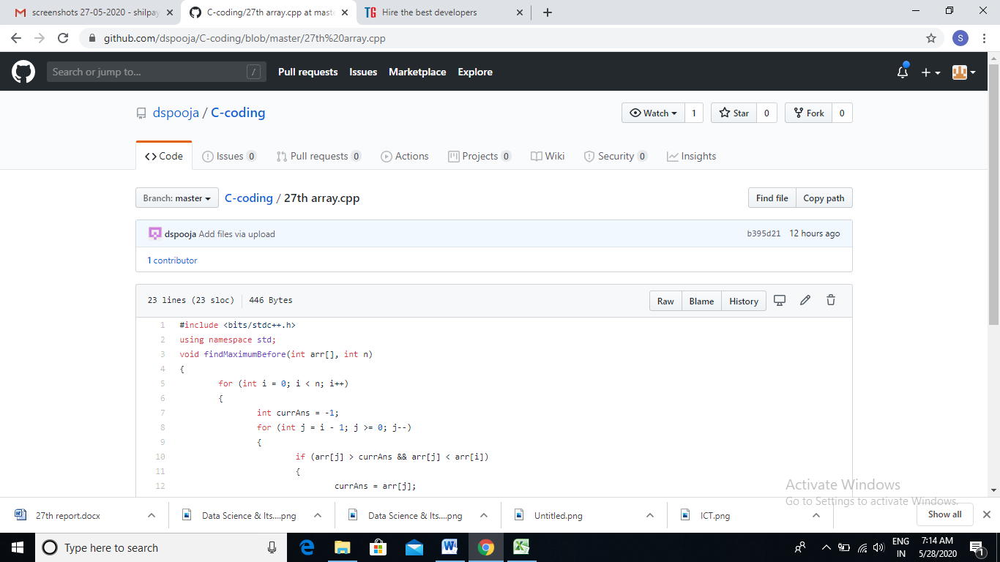 screenshots 27-05-2020 - shilpay
C-coding/27th array.cpp at maste
TG Hire the best developers
github.com/dspooja/C-coding/blob/master/27th%20array.cpp
S
Search or jump to...
/
Pull requests Issues Marketplace Explore
dspooja / C-coding
Watch 1 Star 0 Fork 0
<> Code Issues 0 Pull requests 0 Actions Projects 0 Wiki Security 0 Insights
Branch: master C-coding / 27th array.cpp Find file Copy path
dspooja Add files via upload b395d21 12 hours ago
1 contributor
23 lines (23 sloc) 446 Bytes Raw Blame History
1 #include <bits/stdc++.h>
2 using namespace std;
3 void findMaximumBefore(int arr[], int n)
4 {
5 for (int i = 0; i < n; i++)
6 {
7 int currAns = -1;
8 for (int j = i - 1; j >= 0; j--)
9 {
10 if (arr[j] > currAns && arr[j] < arr[i])
11 {
12 currAns = arr[j];
Activate Windows
Go to Settings to activate Windows.
27th report.docx Data Science & Its....png Data Science & Its....png Untitled.png ICT.png Show all
Type here to search
ENG 7:14 AM
IN 5/28/2020
1